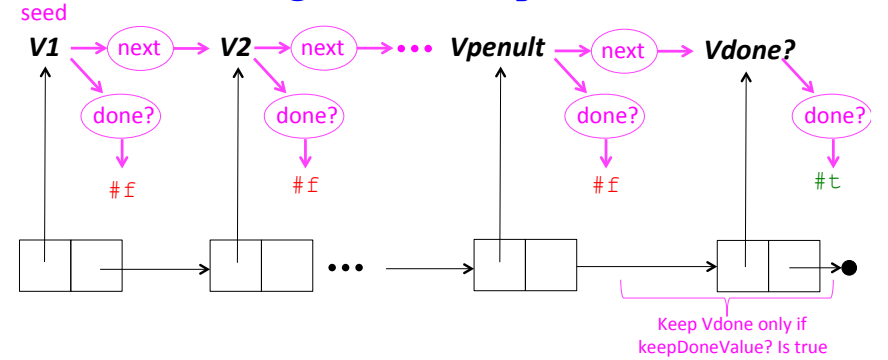 seed
V1 next V2 next ••• Vpenult next Vdone?
done? done? done? done?
#f #f #f #t
•••
Keep Vdone only if
keepDoneValue? Is true